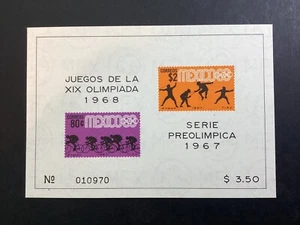 JUEGOS DE LA
XIX OLIMPIADA
1968
CORREOS
$2
MEXICO68
80¢
MEXICO68
SERIE
PREOLIMPICA
1967
Nº 010970
$ 3.50